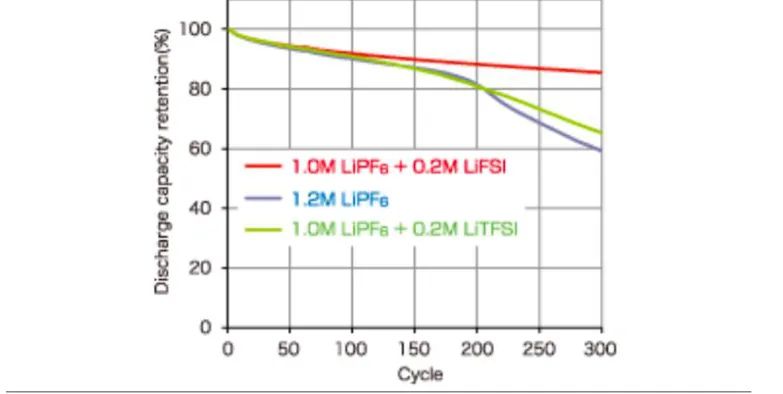 Discharge capacity retention(%)
100
80
60
40
20
0
1.0M LiPF₆ + 0.2M LiFSI
1.2M LiPF₆
1.0M LiPF₆ + 0.2M LiTFSI
0 50 100 150 200 250 300
Cycle